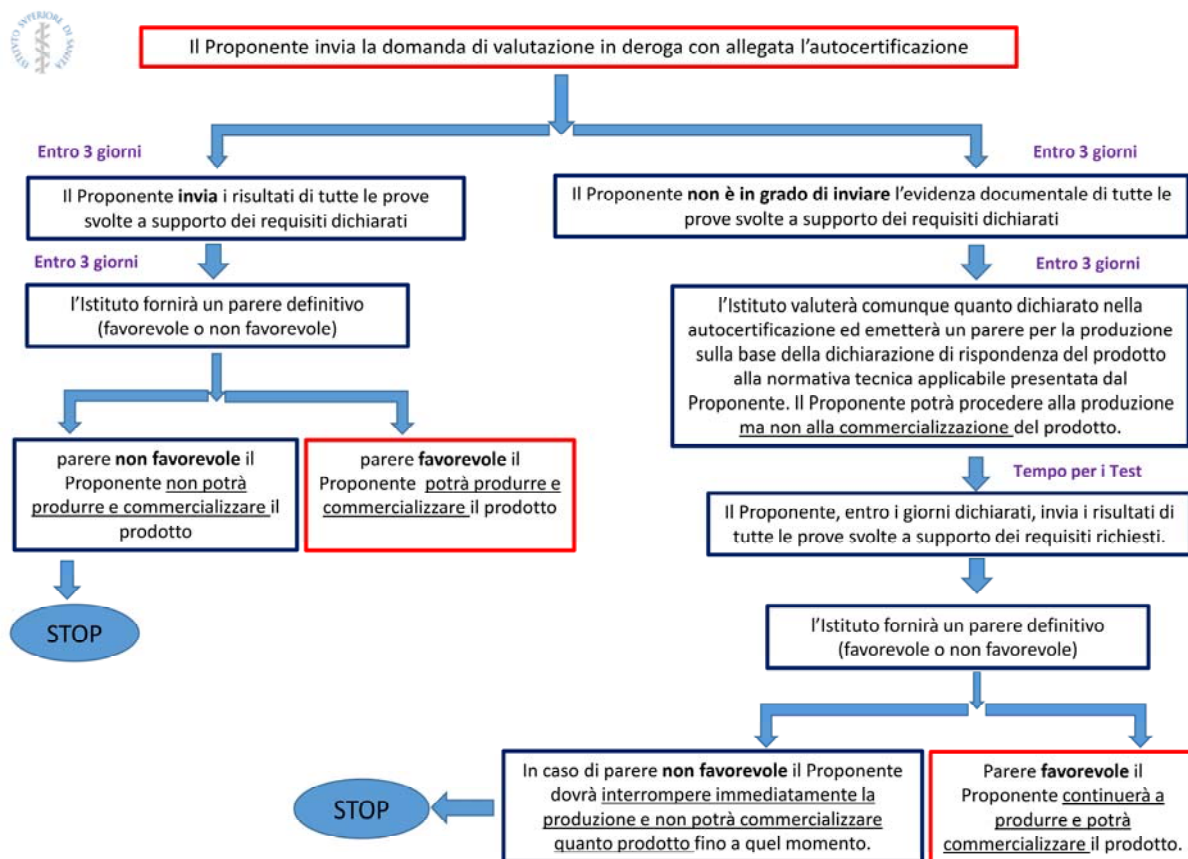 ISTITVTO SVPERIORE DI SANITA
Il Proponente invia la domanda di valutazione in deroga con allegata l'autocertificazione
Entro 3 giorni
Il Proponente invia i risultati di tutte le prove
svolte a supporto dei requisiti dichiarati
Entro 3 giorni
l'Istituto fornirà un parere definitivo
(favorevole o non favorevole)
parere non favorevole il
Proponente non potrà
produrre e commercializzare il
prodotto
parere favorevole il
Proponente potrà produrre e
commercializzare il prodotto
STOP
Entro 3 giorni
Il Proponente non è in grado di inviare l'evidenza documentale di tutte le
prove svolte a supporto dei requisiti dichiarati
Entro 3 giorni
l'Istituto valuterà comunque quanto dichiarato nella
autocertificazione ed emetterà un parere per la produzione
sulla base della dichiarazione di rispondenza del prodotto
alla normativa tecnica applicabile presentata dal
Proponente. Il Proponente potrà procedere alla produzione
ma non alla commercializzazione del prodotto.
Tempo per i Test
Il Proponente, entro i giorni dichiarati, invia i risultati di
tutte le prove svolte a supporto dei requisiti richiesti.
l'Istituto fornirà un parere definitivo
(favorevole o non favorevole)
In caso di parere non favorevole il Proponente
dovrà interrompere immediatamente la
produzione e non potrà commercializzare
quanto prodotto fino a quel momento.
STOP
Parere favorevole il
Proponente continuerà a
produrre e potrà
commercializzare il prodotto.